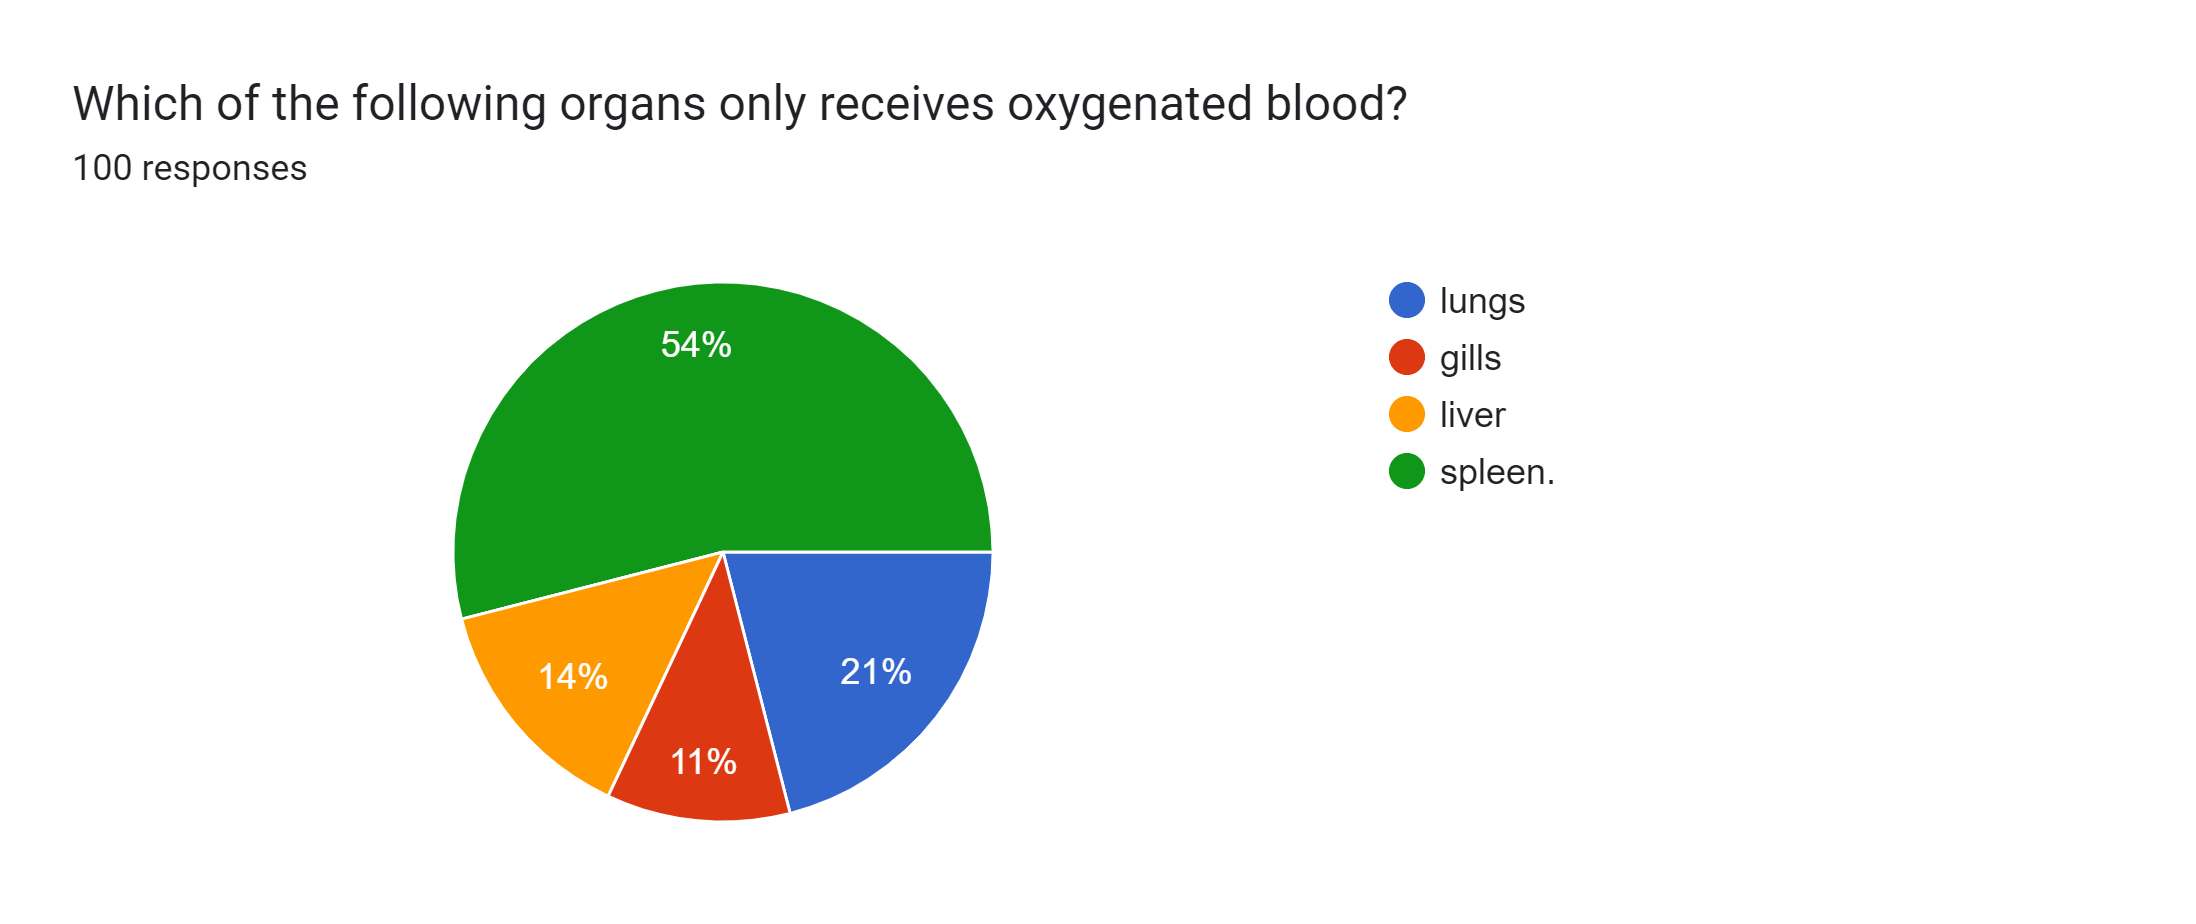 Which of the following organs only receives oxygenated blood?
100 responses
54%
14%
11%
21%
lungs
gills
liver
spleen.